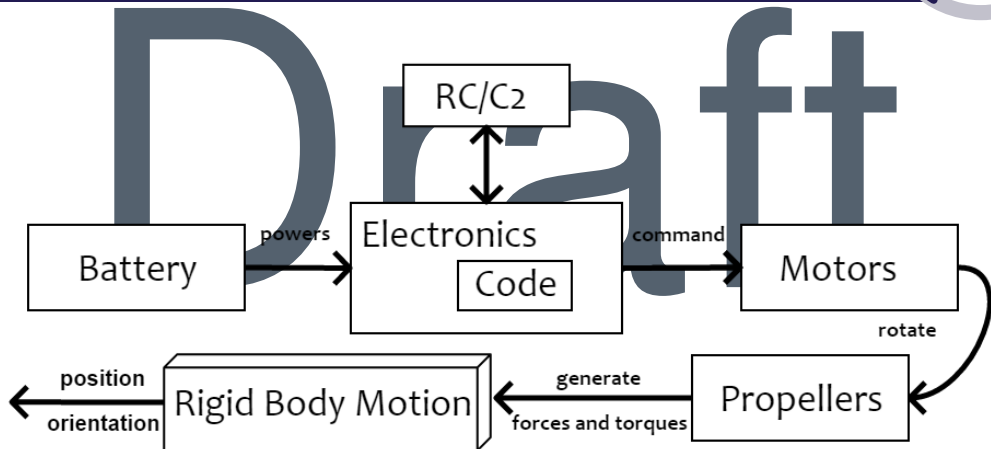 Draft
RC/C2
Battery
powers
Electronics
Code
command
Motors
rotate
Propellers
generate
forces and torques
Rigid Body Motion
position
orientation